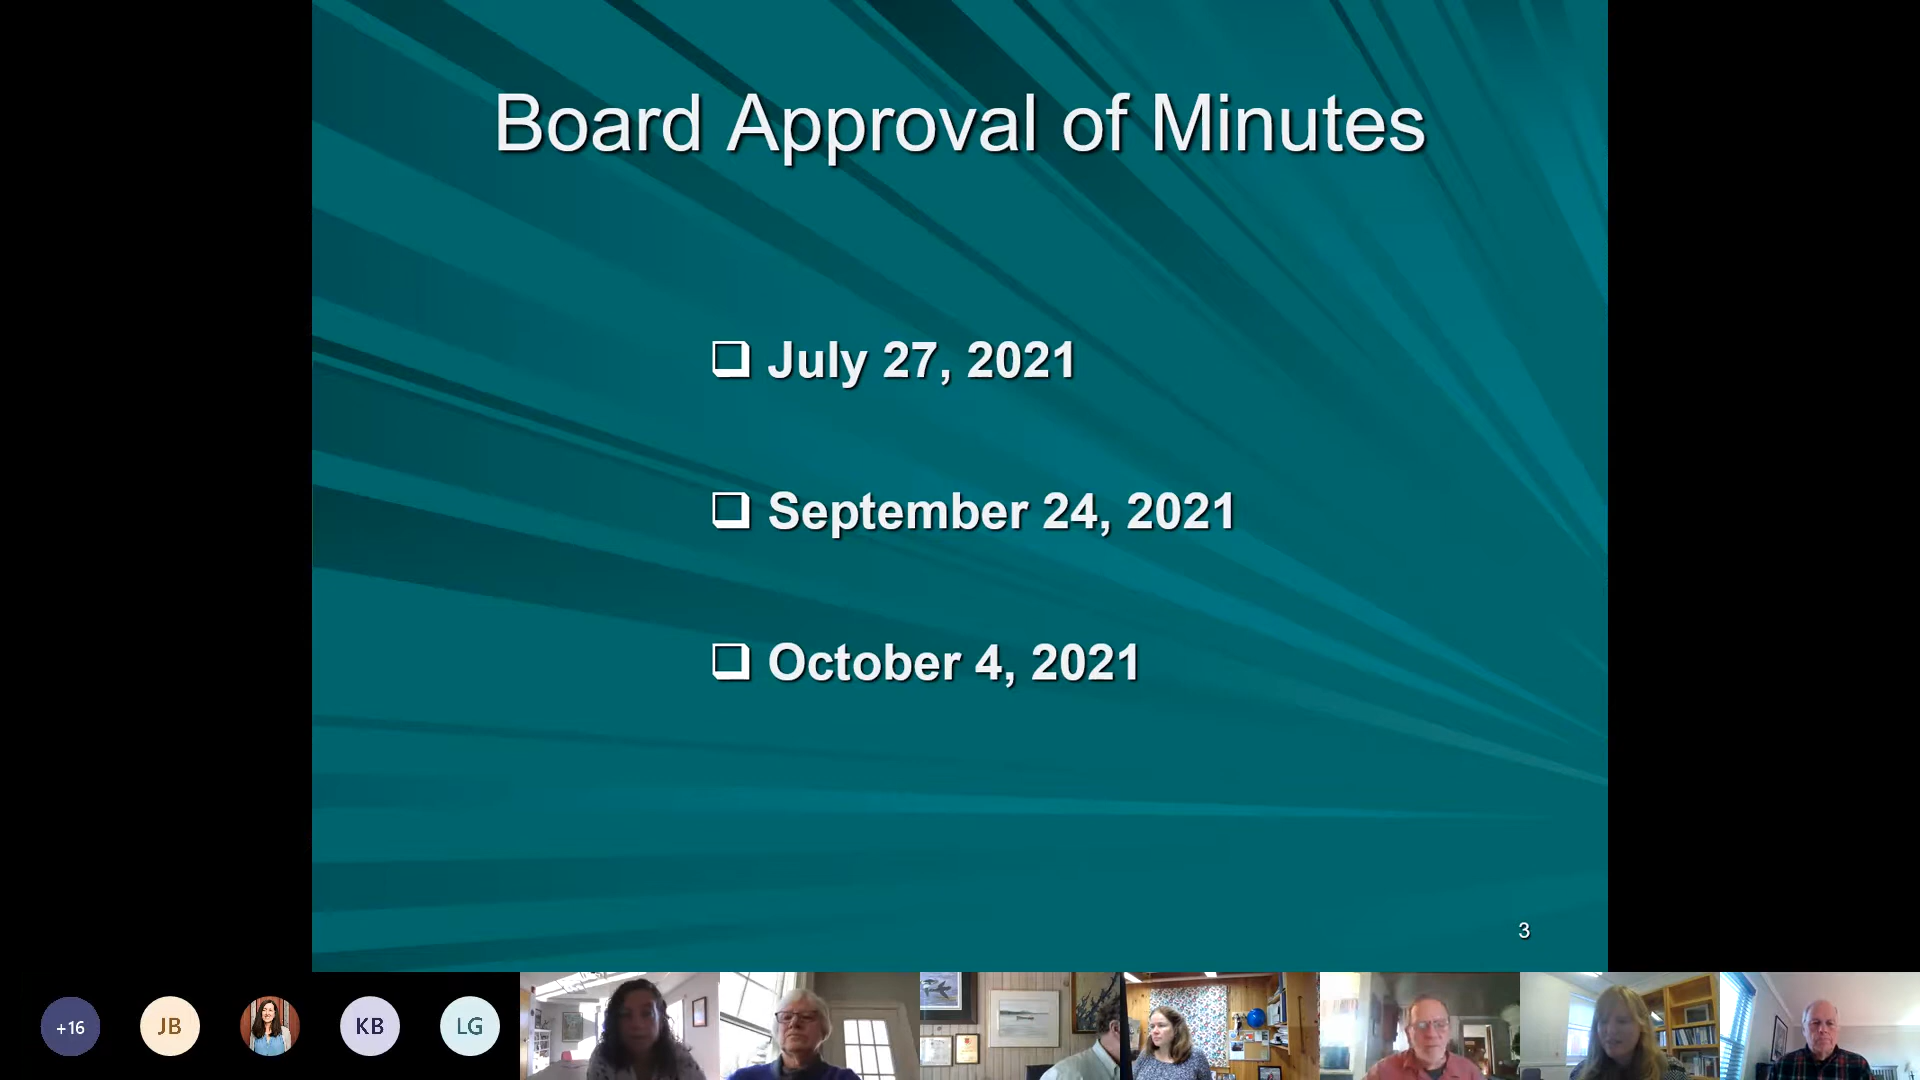 Board Approval of Minutes
July 27, 2021
September 24, 2021
October 4, 2021
3
+16
JB
KB
LG